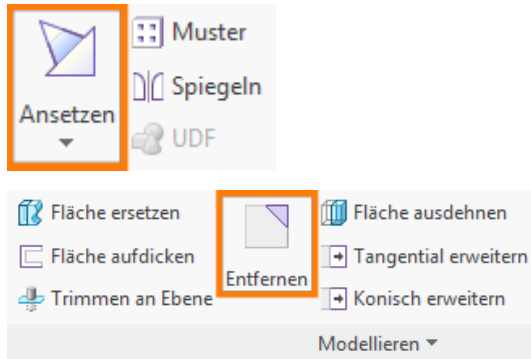 Muster
Spiegeln
Ansetzen
UDF
Fläche ersetzen
Fläche ausdehnen
Fläche aufdicken
Tangential erweitern
Entfernen
Trimmen an Ebene
Konisch erweitern
Modellieren